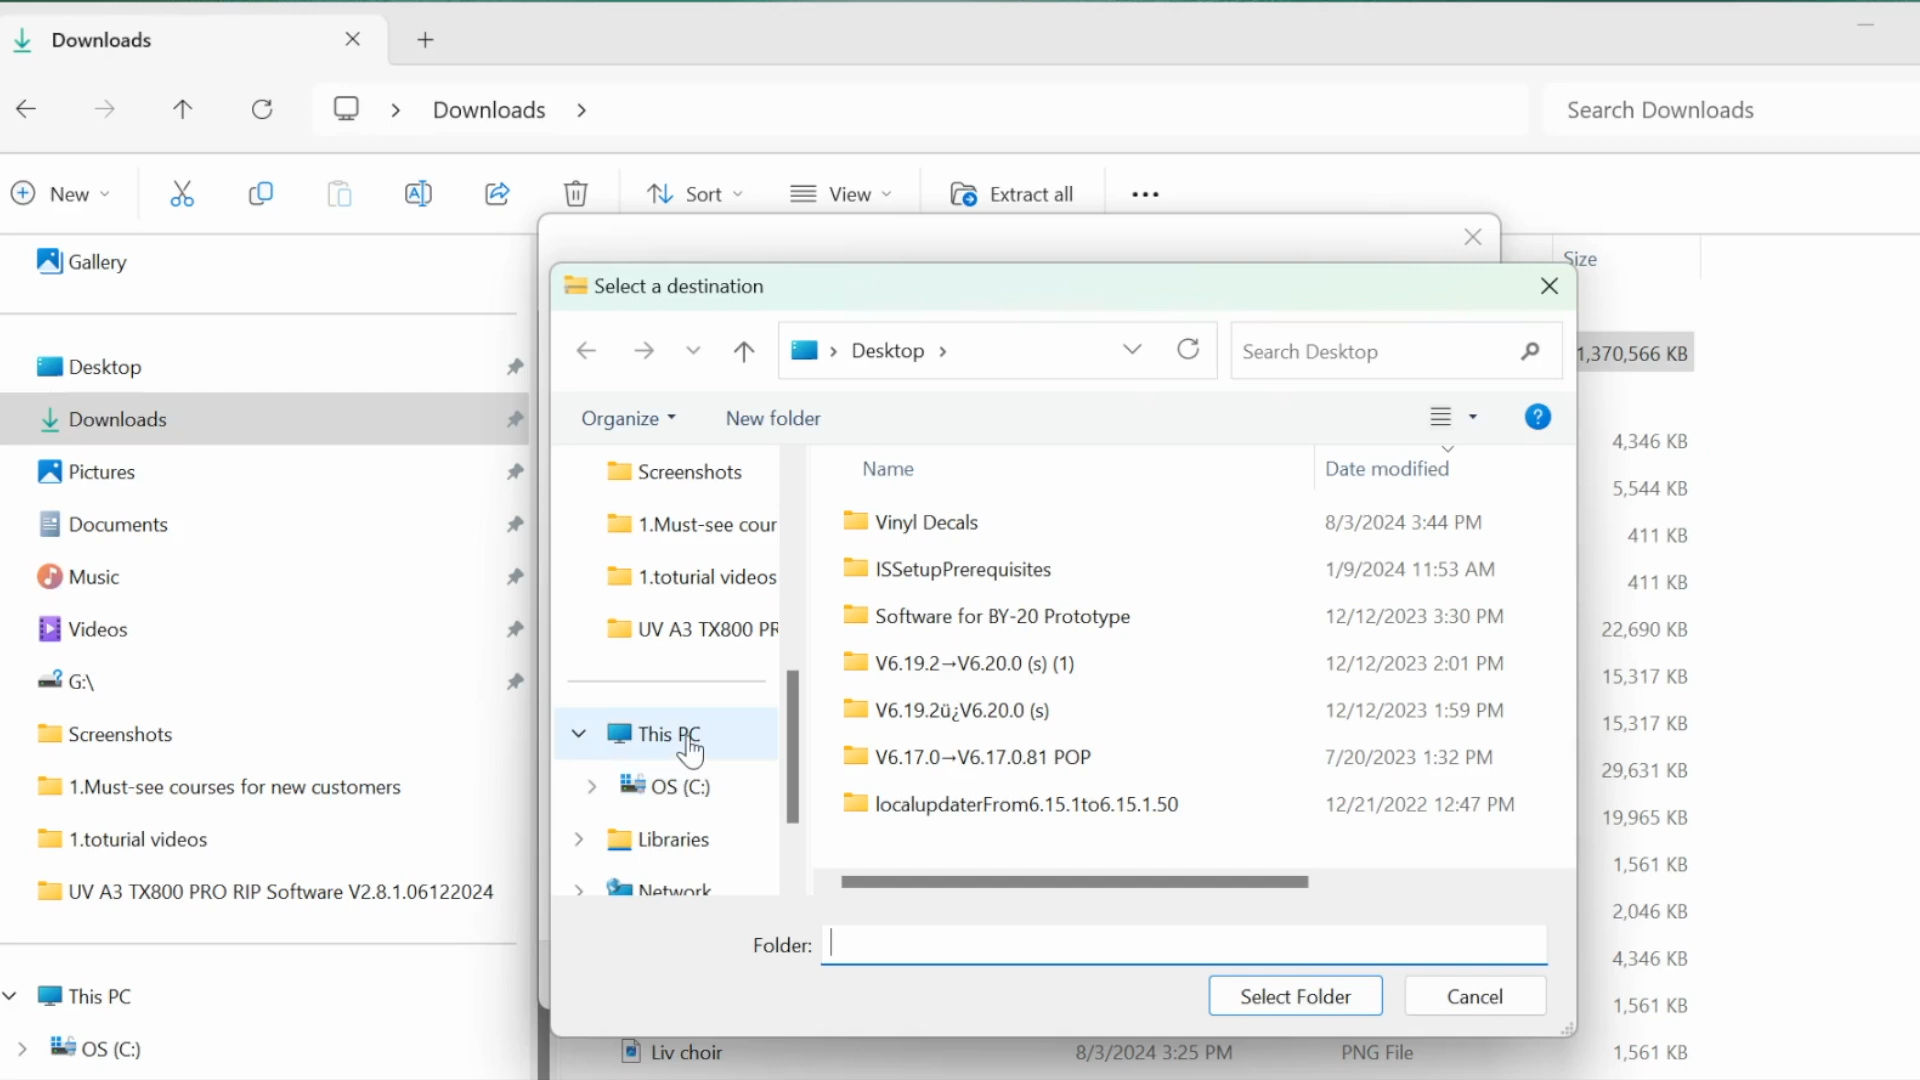 Downloads
Downloads
Search Downloads
New
Sort
View
Extract all
Gallery
Desktop
Downloads
Pictures
Documents
Music
Videos
G:\
Screenshots
1.Must-see courses for new customers
1.toturial videos
UV A3 TX800 PRO RIP Software V2.8.1.06122024
This PC
OS (C:)
Select a destination
Desktop
Search Desktop
Organize
New folder
Screenshots
1.Must-see cour
1.toturial videos
UV A3 TX800 PR
This PC
OS (C:)
Libraries
Network
Name Date modified
Vinyl Decals 8/3/2024 3:44 PM
ISSetupPrerequisites 1/9/2024 11:53 AM
Software for BY-20 Prototype 12/12/2023 3:30 PM
V6.19.2→V6.20.0 (s) (1) 12/12/2023 2:01 PM
V6.19.2ü¿V6.20.0 (s) 12/12/2023 1:59 PM
V6.17.0→V6.17.0.81 POP 7/20/2023 1:32 PM
localupdaterFrom6.15.1to6.15.1.50 12/21/2022 12:47 PM
Folder:
Select Folder Cancel
Size
1,370,566 KB
4,346 KB
5,544 KB
411 KB
411 KB
22,690 KB
15,317 KB
15,317 KB
29,631 KB
19,965 KB
1,561 KB
2,046 KB
4,346 KB
1,561 KB
Liv choir 8/3/2024 3:25 PM PNG File 1,561 KB